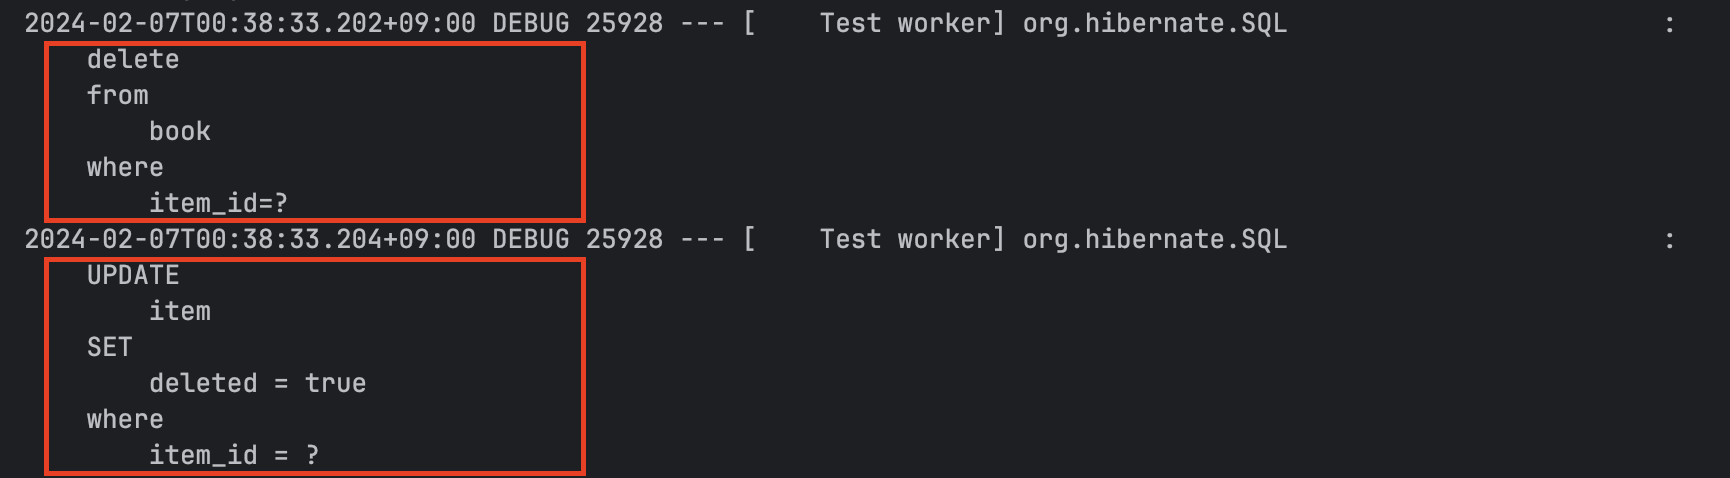 2024-02-07T00:38:33.202+09:00 DEBUG 25928 --- [    Test worker] org.hibernate.SQL                        :
    delete
    from
        book
    where
        item_id=?
2024-02-07T00:38:33.204+09:00 DEBUG 25928 --- [    Test worker] org.hibernate.SQL                        :
    UPDATE
        item
    SET
        deleted = true
    where
        item_id = ?